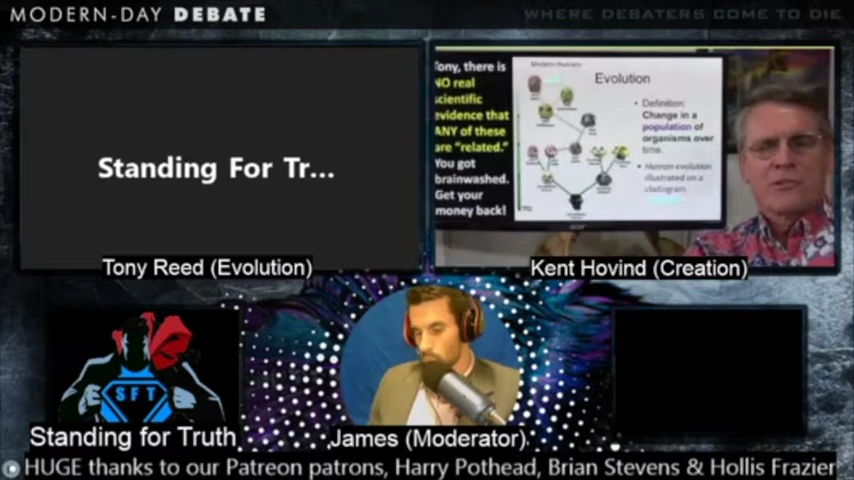 MODERN-DAY DEBATE
WHERE DEBATERS COME TO DIE
Standing For Tr...
Tony Reed (Evolution)
Tony, there is
NO real
scientific
evidence that
ANY of these
are "related."
You got
brainwashed.
Get your
money back!
Modern Humans
Evolution
• Definition:
Change in a
population of
organisms over
time.
• Human evolution
illustrated on a
cladogram
acer
Kent Hovind (Creation)
SFT
Standing for Truth
James (Moderator)
HUGE thanks to our Patreon patrons, Harry Pothead, Brian Stevens & Hollis Frazier